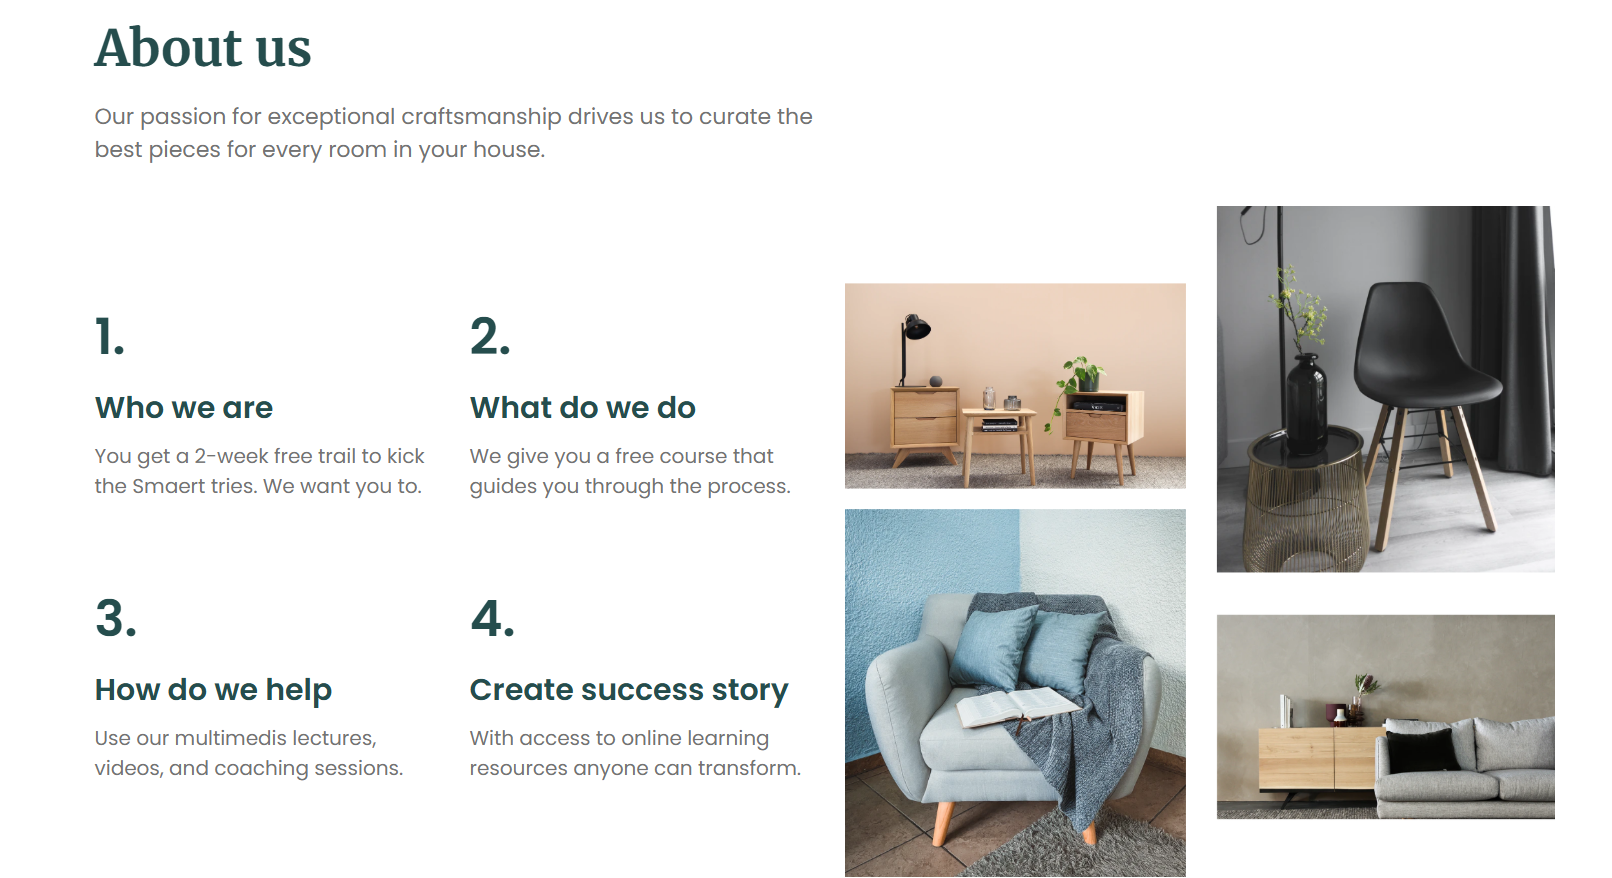 About us
Our passion for exceptional craftsmanship drives us to curate the
best pieces for every room in your house.
1.
Who we are
You get a 2-week free trail to kick
the Smaert tries. We want you to.
2.
What do we do
We give you a free course that
guides you through the process.
3.
How do we help
Use our multimedis lectures,
videos, and coaching sessions.
4.
Create success story
With access to online learning
resources anyone can transform.